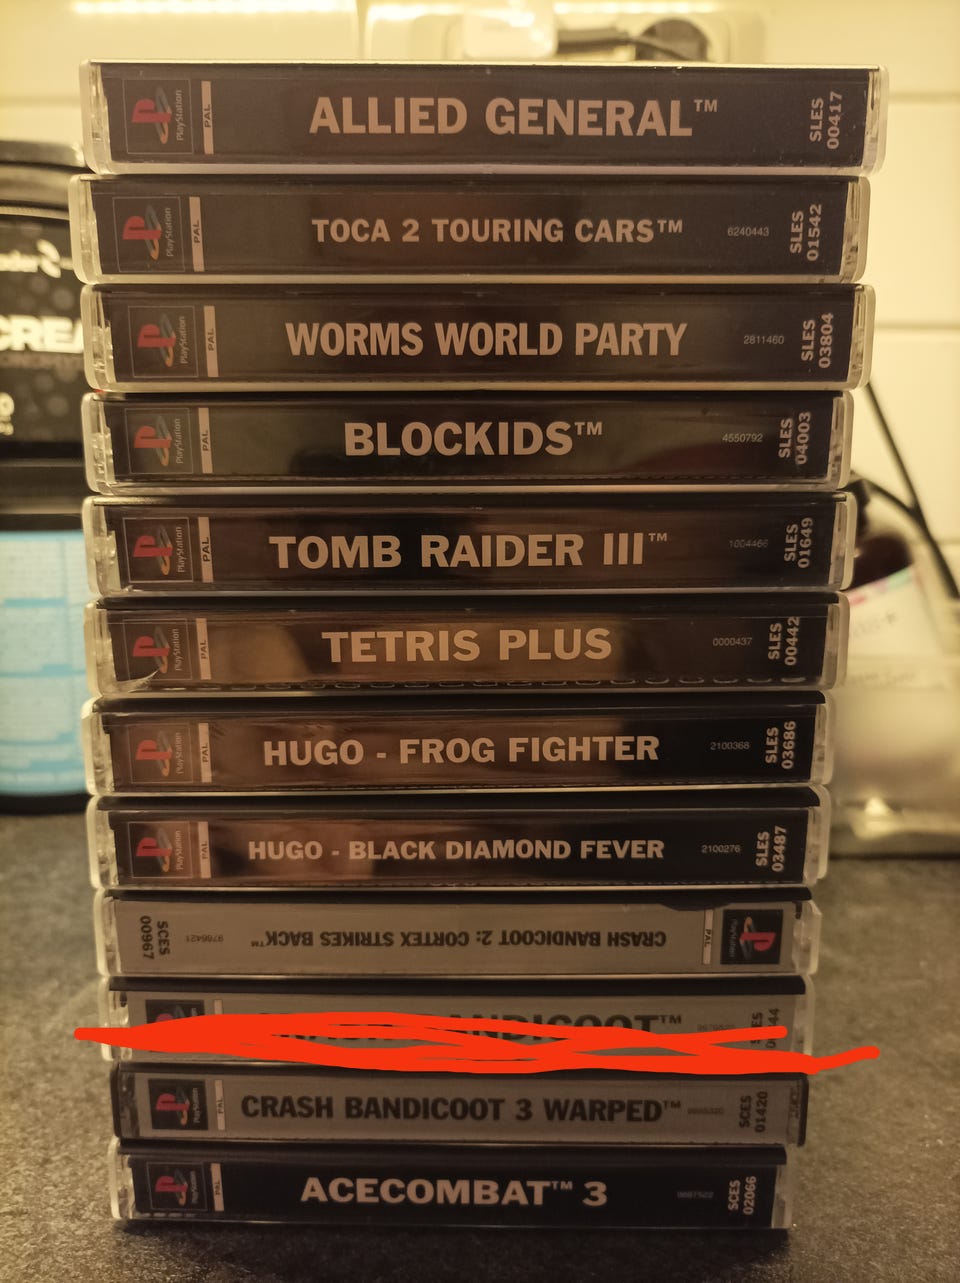 PlayStation
PAL
ALLIED GENERAL™
SLES
00417
PlayStation
PAL
TOCA 2 TOURING CARS™
6240443
SLES
01542
PlayStation
PAL
WORMS WORLD PARTY
2811460
SLES
03804
PlayStation
PAL
BLOCKIDS™
4550792
SLES
04003
PlayStation
PAL
TOMB RAIDER III™
1004466
SLES
01649
PlayStation
PAL
TETRIS PLUS
0000437
SLES
00442
PlayStation
PAL
HUGO - FROG FIGHTER
2100368
SLES
03686
PlayStation
PAL
HUGO - BLACK DIAMOND FEVER
2100276
SLES
03487
PlayStation
PAL
CRASH BANDICOOT 2: CORTEX STRIKES BACK™
9766421
SCES
00967
BANDICOOT™
PAL
CRASH BANDICOOT 3 WARPED™
SCES
01420
PAL
ACECOMBAT™ 3
SCES
02066
CREA